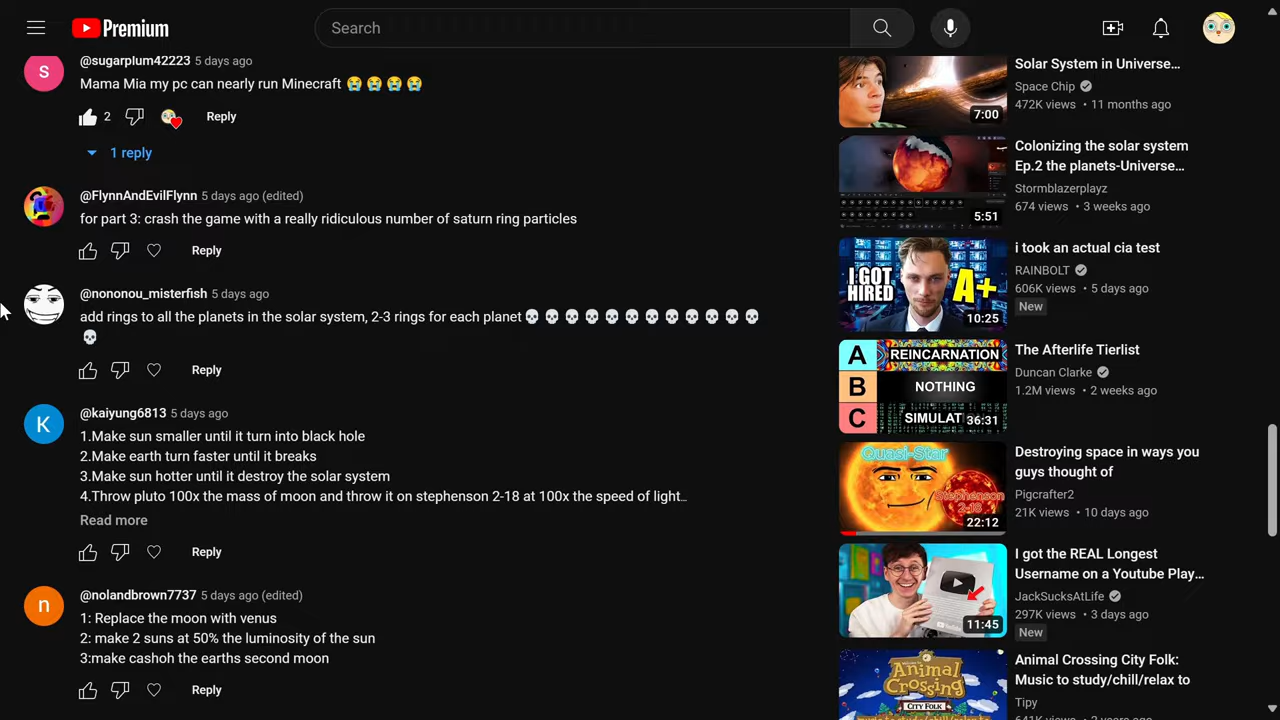 Premium
Search
S
@sugarplum42223 5 days ago
Mama Mia my pc can nearly run Minecraft 😭 😭 😭 😭
2
Reply
1 reply
@FlynnAndEvilFlynn 5 days ago (edited)
for part 3: crash the game with a really ridiculous number of saturn ring particles
Reply
@nononou_misterfish 5 days ago
add rings to all the planets in the solar system, 2-3 rings for each planet💀 💀 💀 💀 💀 💀 💀 💀 💀 💀 💀 💀
💀
Reply
K
@kaiyung6813 5 days ago
1.Make sun smaller until it turn into black hole
2.Make earth turn faster until it breaks
3.Make sun hotter until it destroy the solar system
4.Throw pluto 100x the mass of moon and throw it on stephenson 2-18 at 100x the speed of light…
Read more
Reply
n
@nolandbrown7737 5 days ago (edited)
1: Replace the moon with venus
2: make 2 suns at 50% the luminosity of the sun
3:make cashoh the earths second moon
Reply
7:00
Solar System in Universe...
Space Chip
472K views • 11 months ago
5:51
Colonizing the solar system
Ep.2 the planets-Universe...
Stormblazerplayz
674 views • 3 weeks ago
I GOT
HIRED
A+
10:25
i took an actual cia test
RAINBOLT
606K views • 5 days ago
New
A REINCARNATION
B NOTHING
C SIMULAT
36:31
The Afterlife Tierlist
Duncan Clarke
1.2M views • 2 weeks ago
Quasi-Star
Stephenson
2-18
22:12
Destroying space in ways you
guys thought of
Pigcrafter2
21K views • 10 days ago
11:45
I got the REAL Longest
Username on a Youtube Play...
JackSucksAtLife
297K views • 3 days ago
New
Animal
Crossing
CITY FOLK
Animal Crossing City Folk:
Music to study/chill/relax to
Tipy